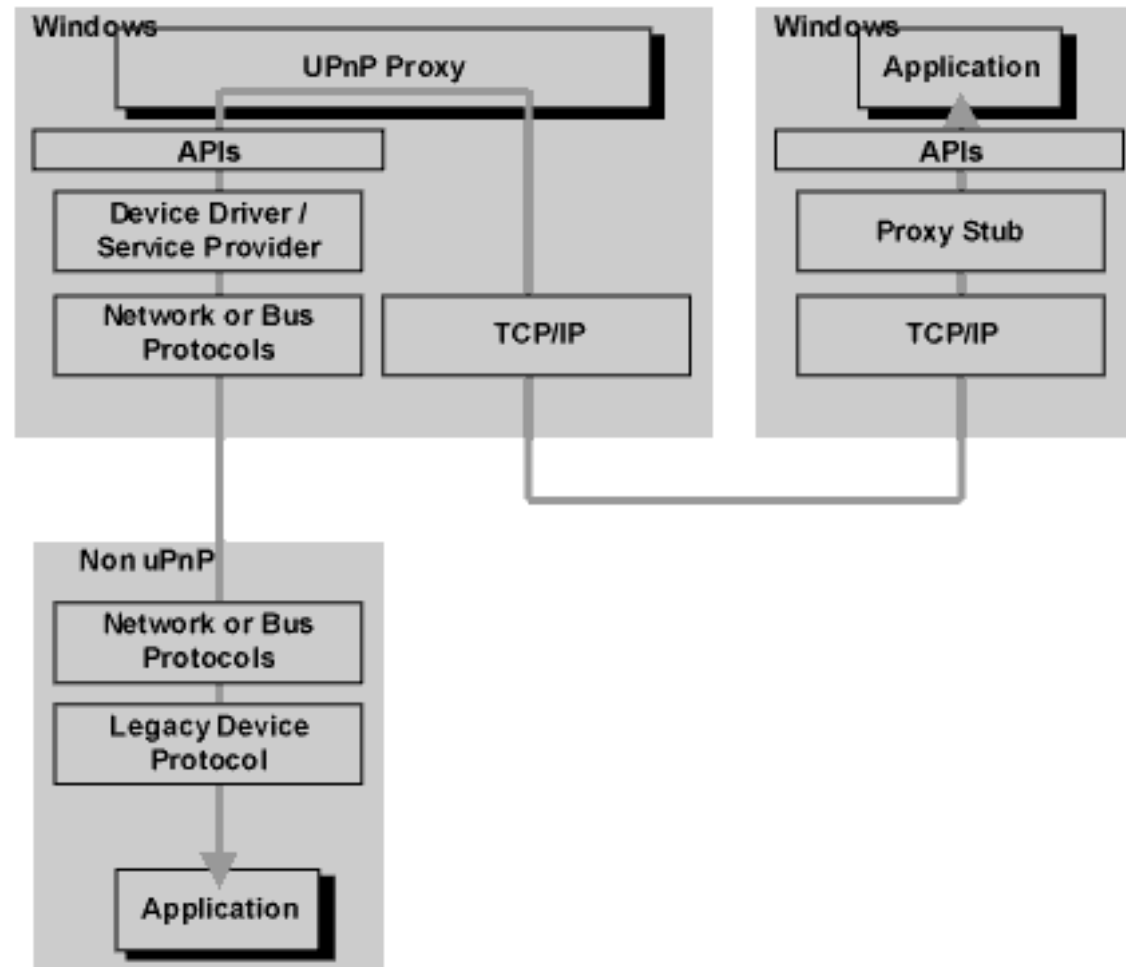 Windows
UPnP Proxy
APIs
Device Driver /
Service Provider
Network or Bus
Protocols
TCP/IP
Windows
Application
APIs
Proxy Stub
TCP/IP
Non uPnP
Network or Bus
Protocols
Legacy Device
Protocol
Application